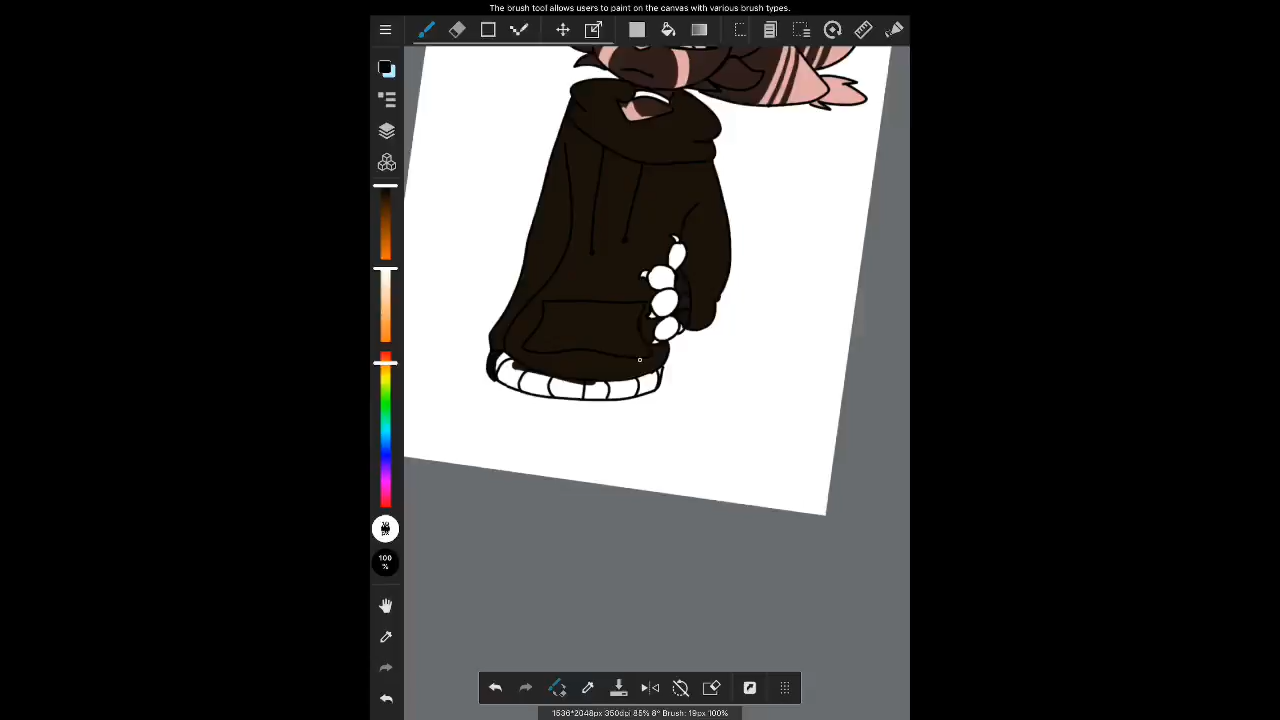 The brush tool allows users to paint on the canvas with various brush types.
100
%
1536*2048px 350dpi 85% 8° Brush: 19px 100%